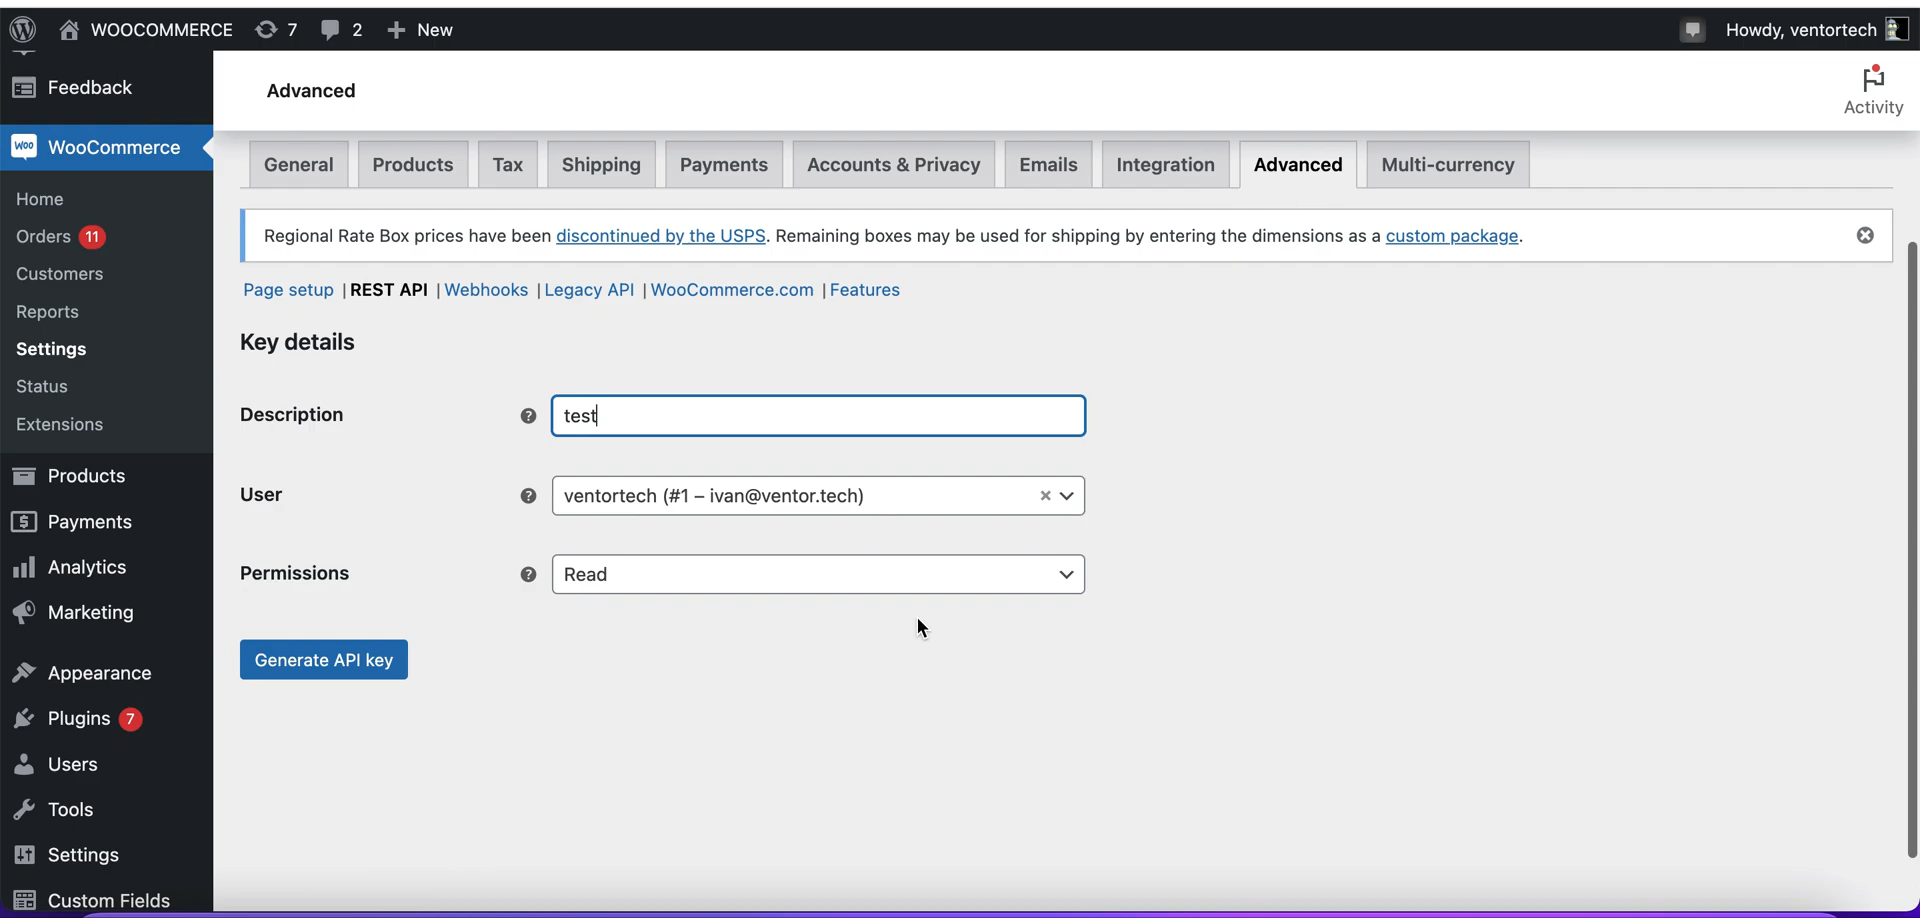 WOOCOMMERCE 7 2 New Howdy, ventortech
Feedback
WooCommerce
Home
Orders 11
Customers
Reports
Settings
Status
Extensions
Products
Payments
Analytics
Marketing
Appearance
Plugins 7
Users
Tools
Settings
Custom Fields
Advanced
Activity
General Products Tax Shipping Payments Accounts & Privacy Emails Integration Advanced Multi-currency
Regional Rate Box prices have been discontinued by the USPS. Remaining boxes may be used for shipping by entering the dimensions as a custom package.
Page setup | REST API | Webhooks | Legacy API | WooCommerce.com | Features
Key details
Description test
User ventortech (#1 – ivan@ventor.tech)
Permissions Read
Generate API key